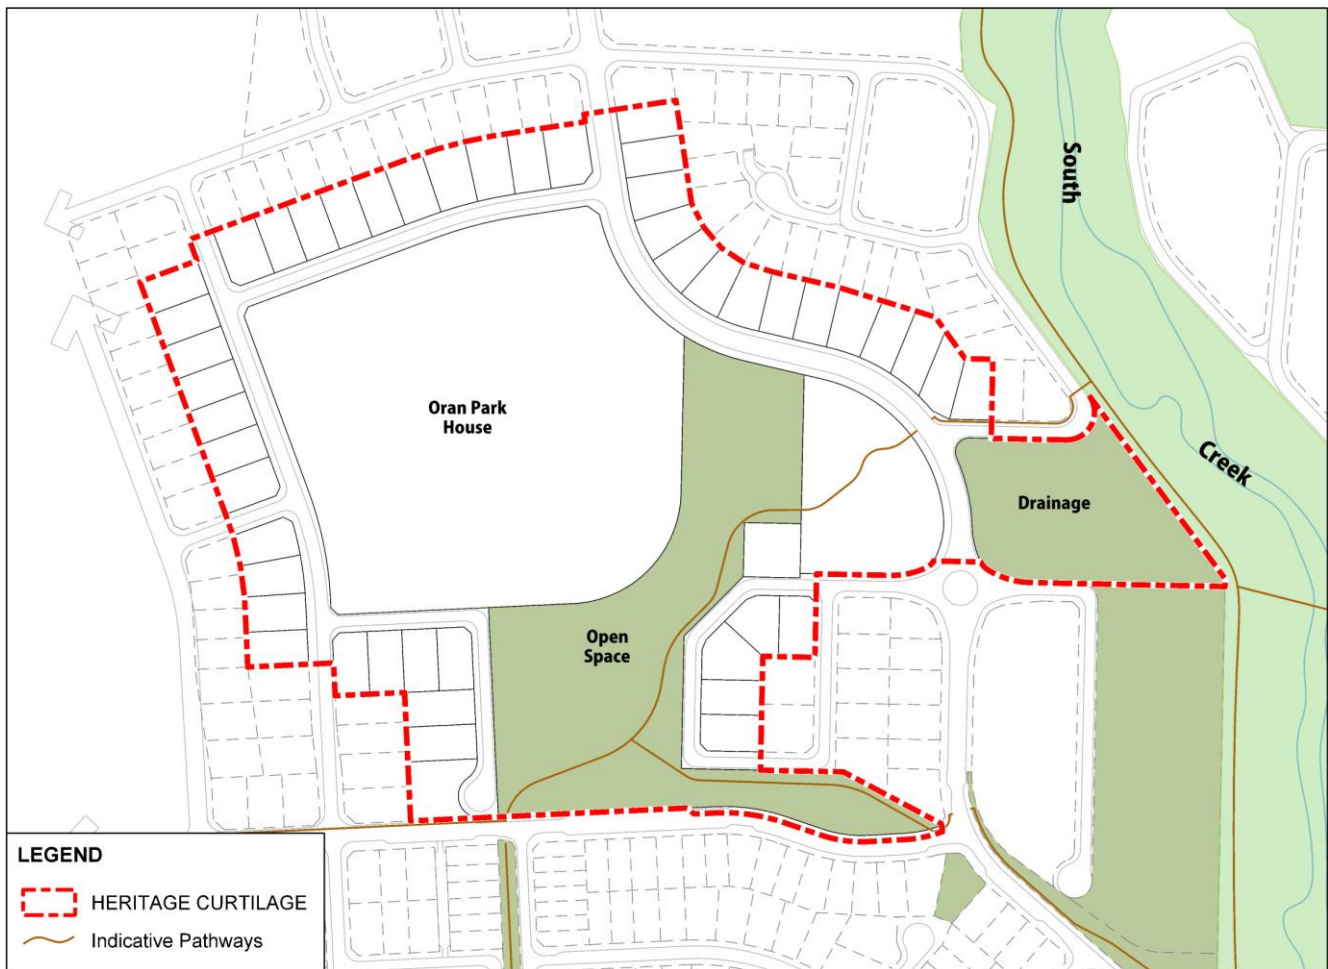 South
Creek
Oran Park
House
Drainage
Open
Space
LEGEND
HERITAGE CURTILAGE
Indicative Pathways